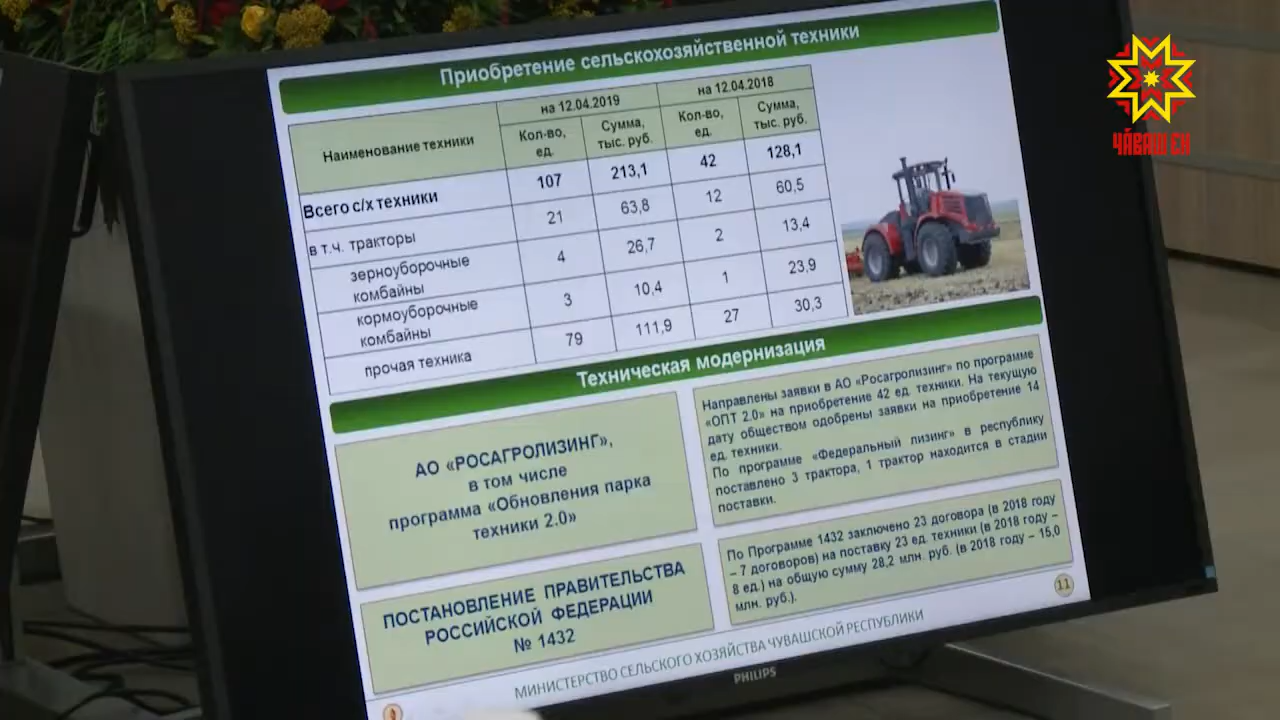 Приобретение сельскохозяйственной техники
Наименование техники
на 12.04.2019
на 12.04.2018
Кол-во, ед.
Сумма, тыс. руб.
Кол-во, ед.
Сумма, тыс. руб.
Всего с/х техники 107 213,1 42 128,1
в т.ч. тракторы 21 63,8 12 60,5
зерноуборочные комбайны 4 26,7 2 13,4
кормоуборочные комбайны 3 10,4 1 23,9
прочая техника 79 111,9 27 30,3
Техническая модернизация
АО «РОСАГРОЛИЗИНГ»,
в том числе
программа «Обновления парка
техники 2.0»
Направлены заявки в АО «Росагролизинг» по программе
«ОПТ 2.0» на приобретение 42 ед. техники. На текущую
дату обществом одобрены заявки на приобретение 14
ед. техники.
По программе «Федеральный лизинг» в республику
поставлено 3 трактора, 1 трактор находится в стадии
поставки.
ПОСТАНОВЛЕНИЕ ПРАВИТЕЛЬСТВА
РОССИЙСКОЙ ФЕДЕРАЦИИ
№ 1432
По Программе 1432 заключено 23 договора (в 2018 году
– 7 договоров) на поставку 23 ед. техники (в 2018 году –
8 ед.) на общую сумму 28,2 млн. руб. (в 2018 году – 15,0
млн. руб.).
11
МИНИСТЕРСТВО СЕЛЬСКОГО ХОЗЯЙСТВА ЧУВАШСКОЙ РЕСПУБЛИКИ
PHILIPS
ЧĂВАШ ЕН